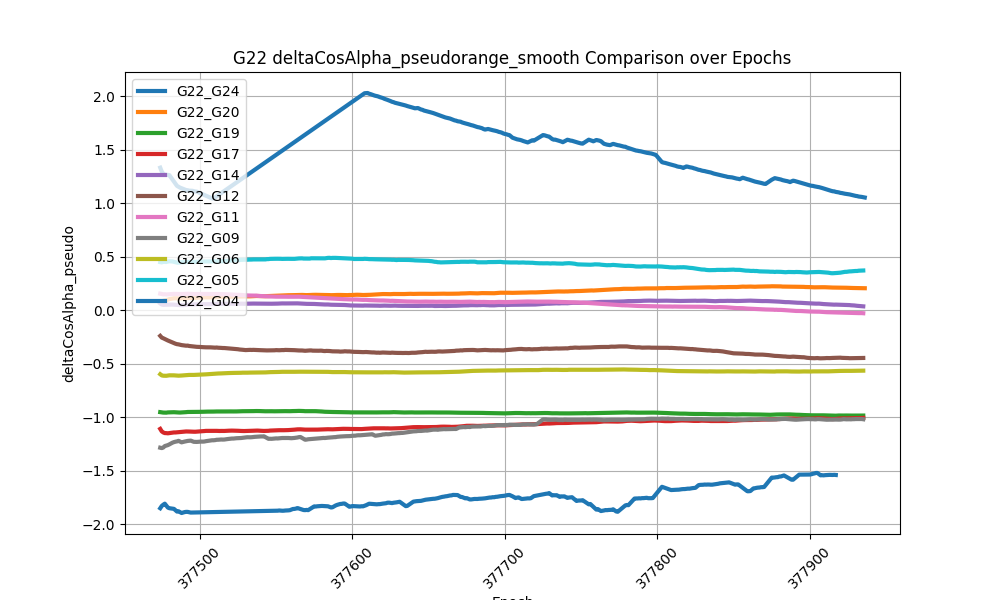 G22 deltaCosAlpha_pseudorange_smooth Comparison over Epochs
deltaCosAlpha_pseudo
2.0
1.5
1.0
0.5
0.0
−0.5
−1.0
−1.5
−2.0
G22_G24
G22_G20
G22_G19
G22_G17
G22_G14
G22_G12
G22_G11
G22_G09
G22_G06
G22_G05
G22_G04
377500
377600
377700
377800
377900
Epoch